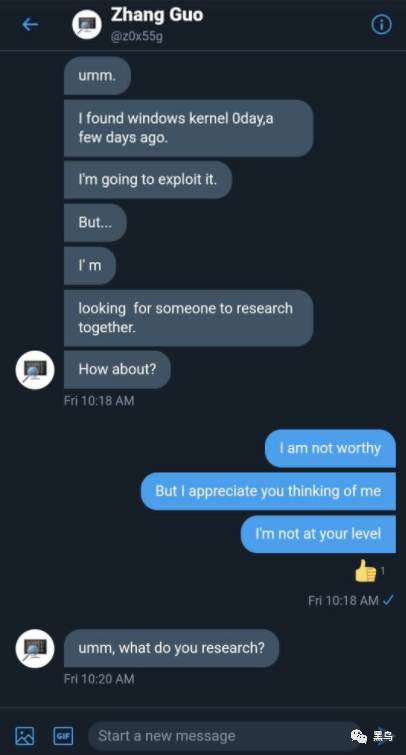 Zhang Guo
@z0x55g
umm.
I found windows kernel 0day,a
few days ago.
I'm going to exploit it.
But...
I' m
looking  for someone to research
together.
How about?
Fri 10:18 AM
I am not worthy
But I appreciate you thinking of me
I'm not at your level
1
Fri 10:18 AM
umm, what do you research?
Fri 10:20 AM
GIF
Start a new message
黑鸟